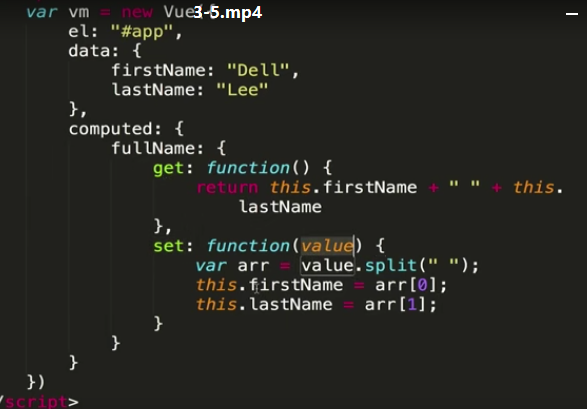 3-5.mp4
var vm = new Vue({
el: "#app",
data: {
firstName: "Dell",
lastName: "Lee"
},
computed: {
fullName: {
get: function() {
return this.firstName + " " + this.
lastName
},
set: function(value) {
var arr = value.split(" ");
this.firstName = arr[0];
this.lastName = arr[1];
}
}
}
})
/script>